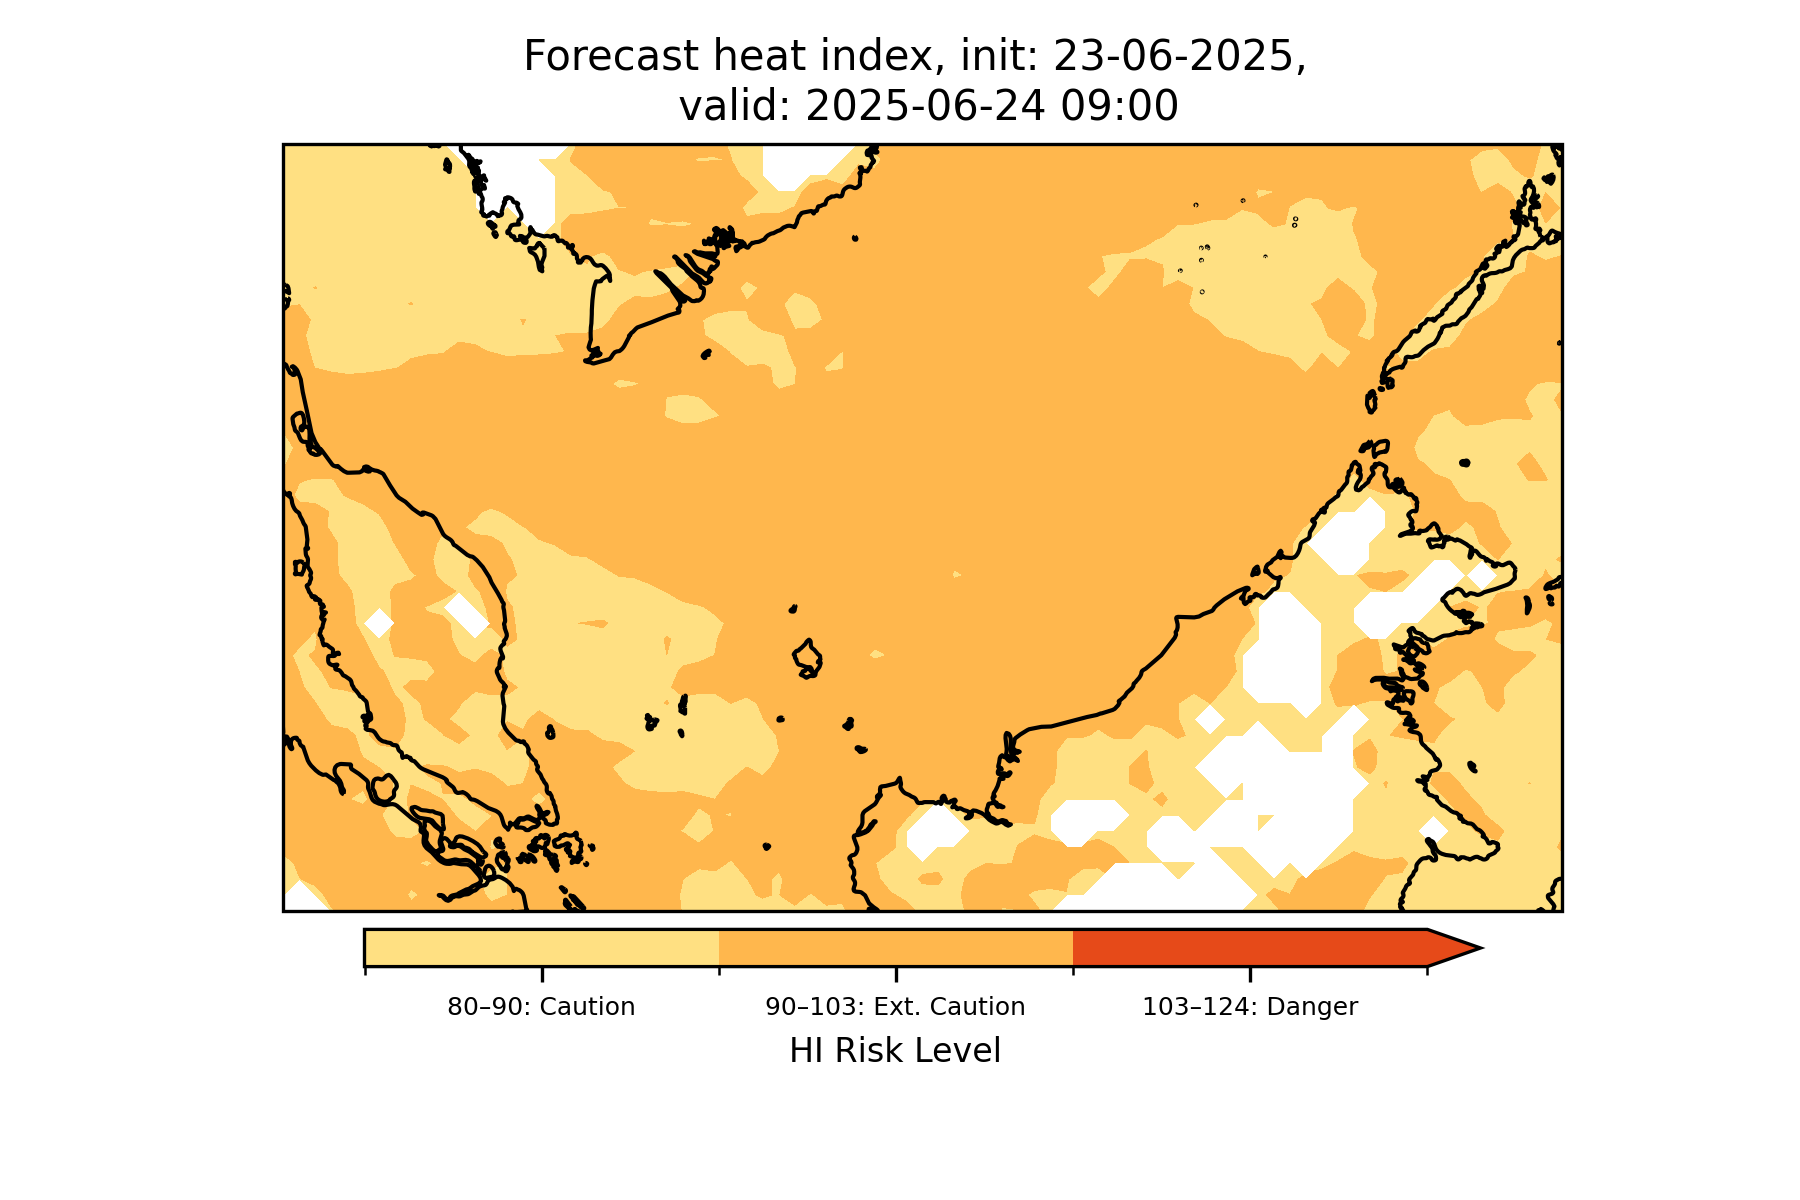 Forecast heat index, init: 23-06-2025,
valid: 2025-06-24 09:00
80–90: Caution
90–103: Ext. Caution
103–124: Danger
HI Risk Level